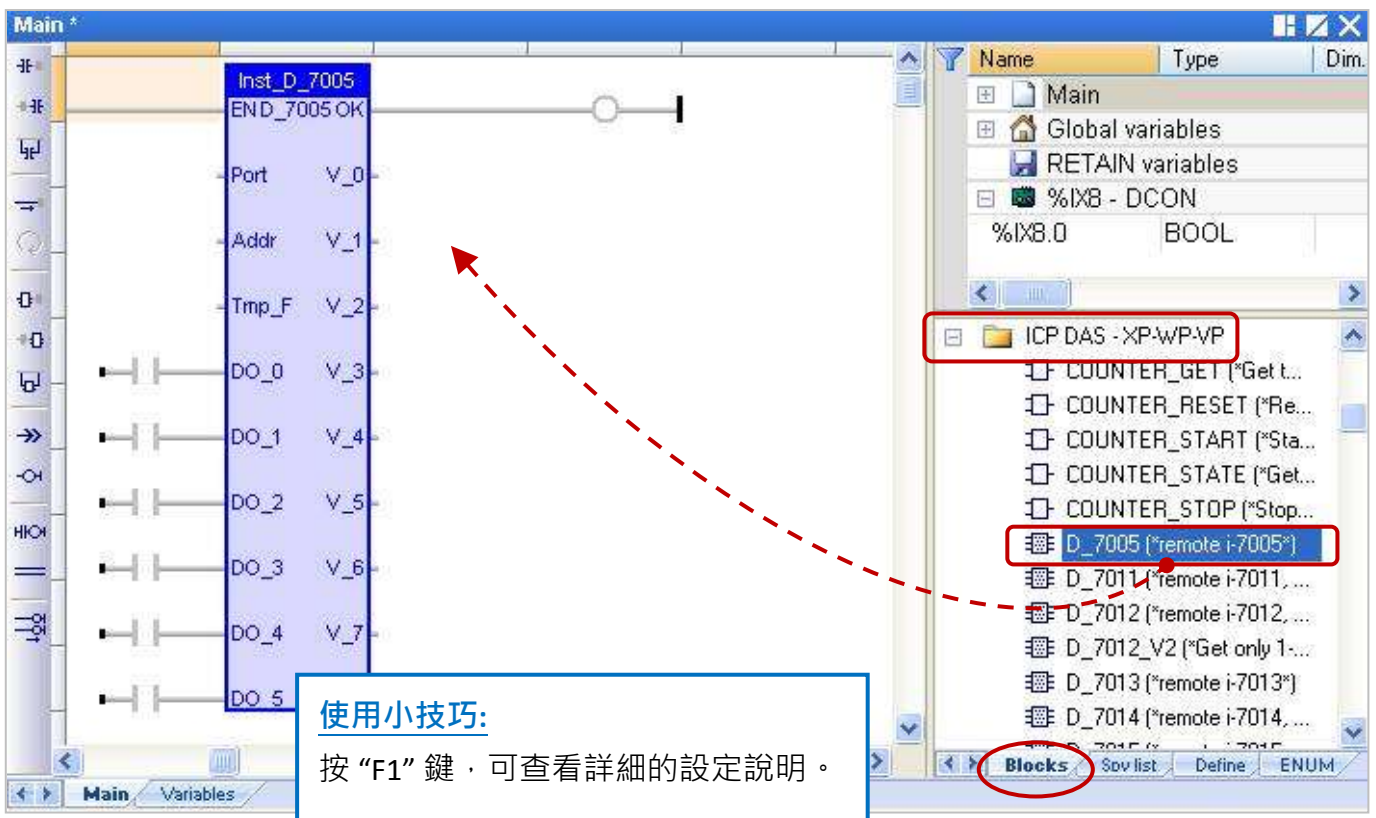 Main *
Inst_D_7005
EN D_7005 OK
Port V_0
Addr V_1
Tmp_F V_2
DO_0 V_3
DO_1 V_4
DO_2 V_5
DO_3 V_6
DO_4 V_7
DO_5
使用小技巧:
按 “F1” 鍵，可查看詳細的設定說明。
Main Variables
Name Type Dim.
Main
Global variables
RETAIN variables
%IX8 - DCON
%IX8.0 BOOL
ICP DAS - XP-WP-VP
COUNTER_GET (*Get t...
COUNTER_RESET (*Re...
COUNTER_START (*Sta...
COUNTER_STATE (*Get...
COUNTER_STOP (*Stop...
D_7005 (*remote i-7005*)
D_7011 (*remote i-7011, ...
D_7012 (*remote i-7012, ...
D_7012_V2 (*Get only 1-...
D_7013 (*remote i-7013*)
D_7014 (*remote i-7014, ...
Blocks Spy list Define ENUM